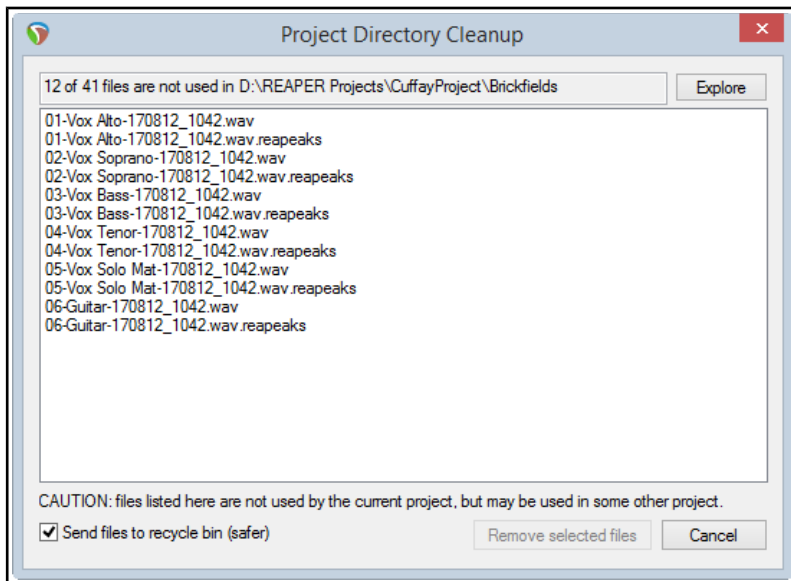 Project Directory Cleanup
12 of 41 files are not used in D:\REAPER Projects\CuffayProject\Brickfields
Explore
01-Vox Alto-170812_1042.wav
01-Vox Alto-170812_1042.wav.reapeaks
02-Vox Soprano-170812_1042.wav
02-Vox Soprano-170812_1042.wav.reapeaks
03-Vox Bass-170812_1042.wav
03-Vox Bass-170812_1042.wav.reapeaks
04-Vox Tenor-170812_1042.wav
04-Vox Tenor-170812_1042.wav.reapeaks
05-Vox Solo Mat-170812_1042.wav
05-Vox Solo Mat-170812_1042.wav.reapeaks
06-Guitar-170812_1042.wav
06-Guitar-170812_1042.wav.reapeaks
CAUTION: files listed here are not used by the current project, but may be used in some other project.
Send files to recycle bin (safer)
Remove selected files
Cancel